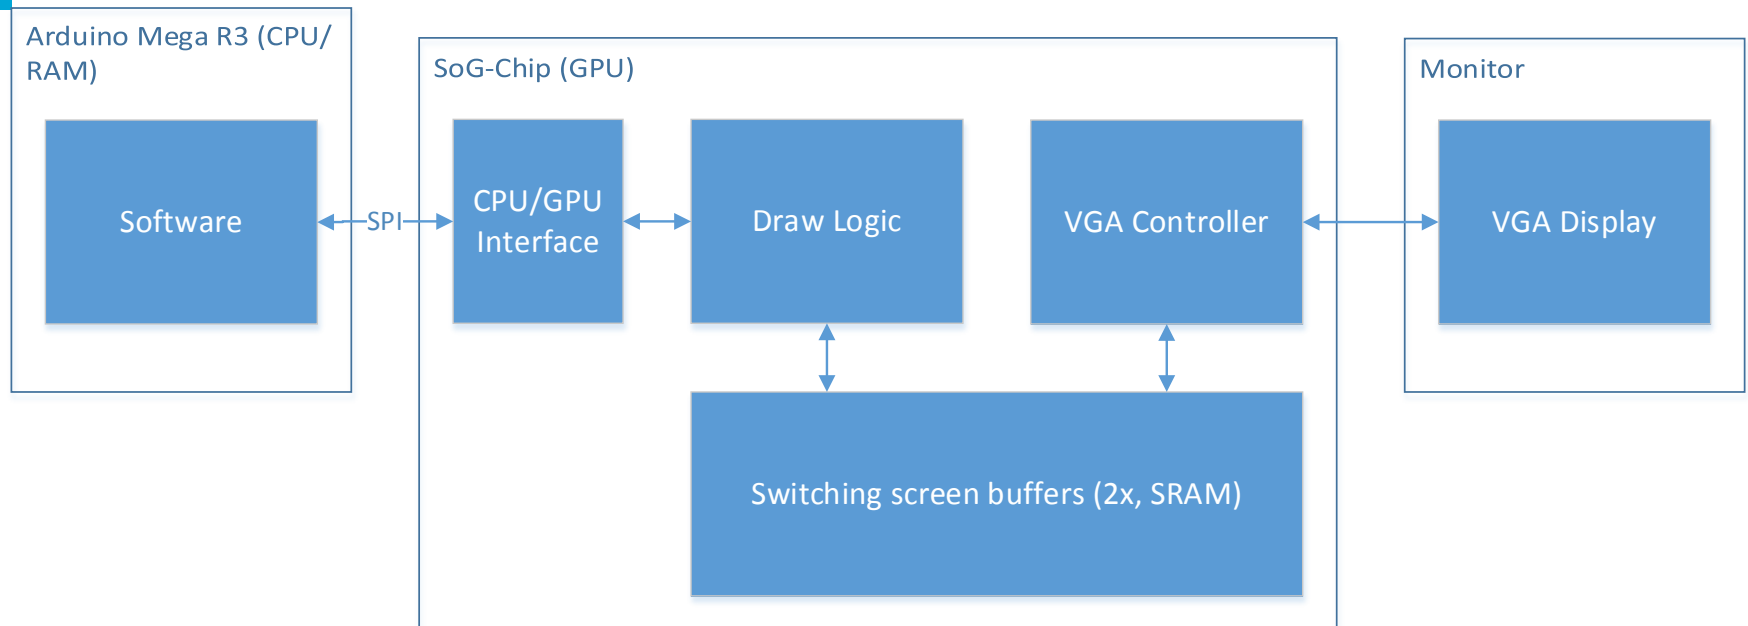 Arduino Mega R3 (CPU/
RAM)
Software
SPI
SoG-Chip (GPU)
CPU/GPU
Interface
Draw Logic
VGA Controller
Switching screen buffers (2x, SRAM)
Monitor
VGA Display